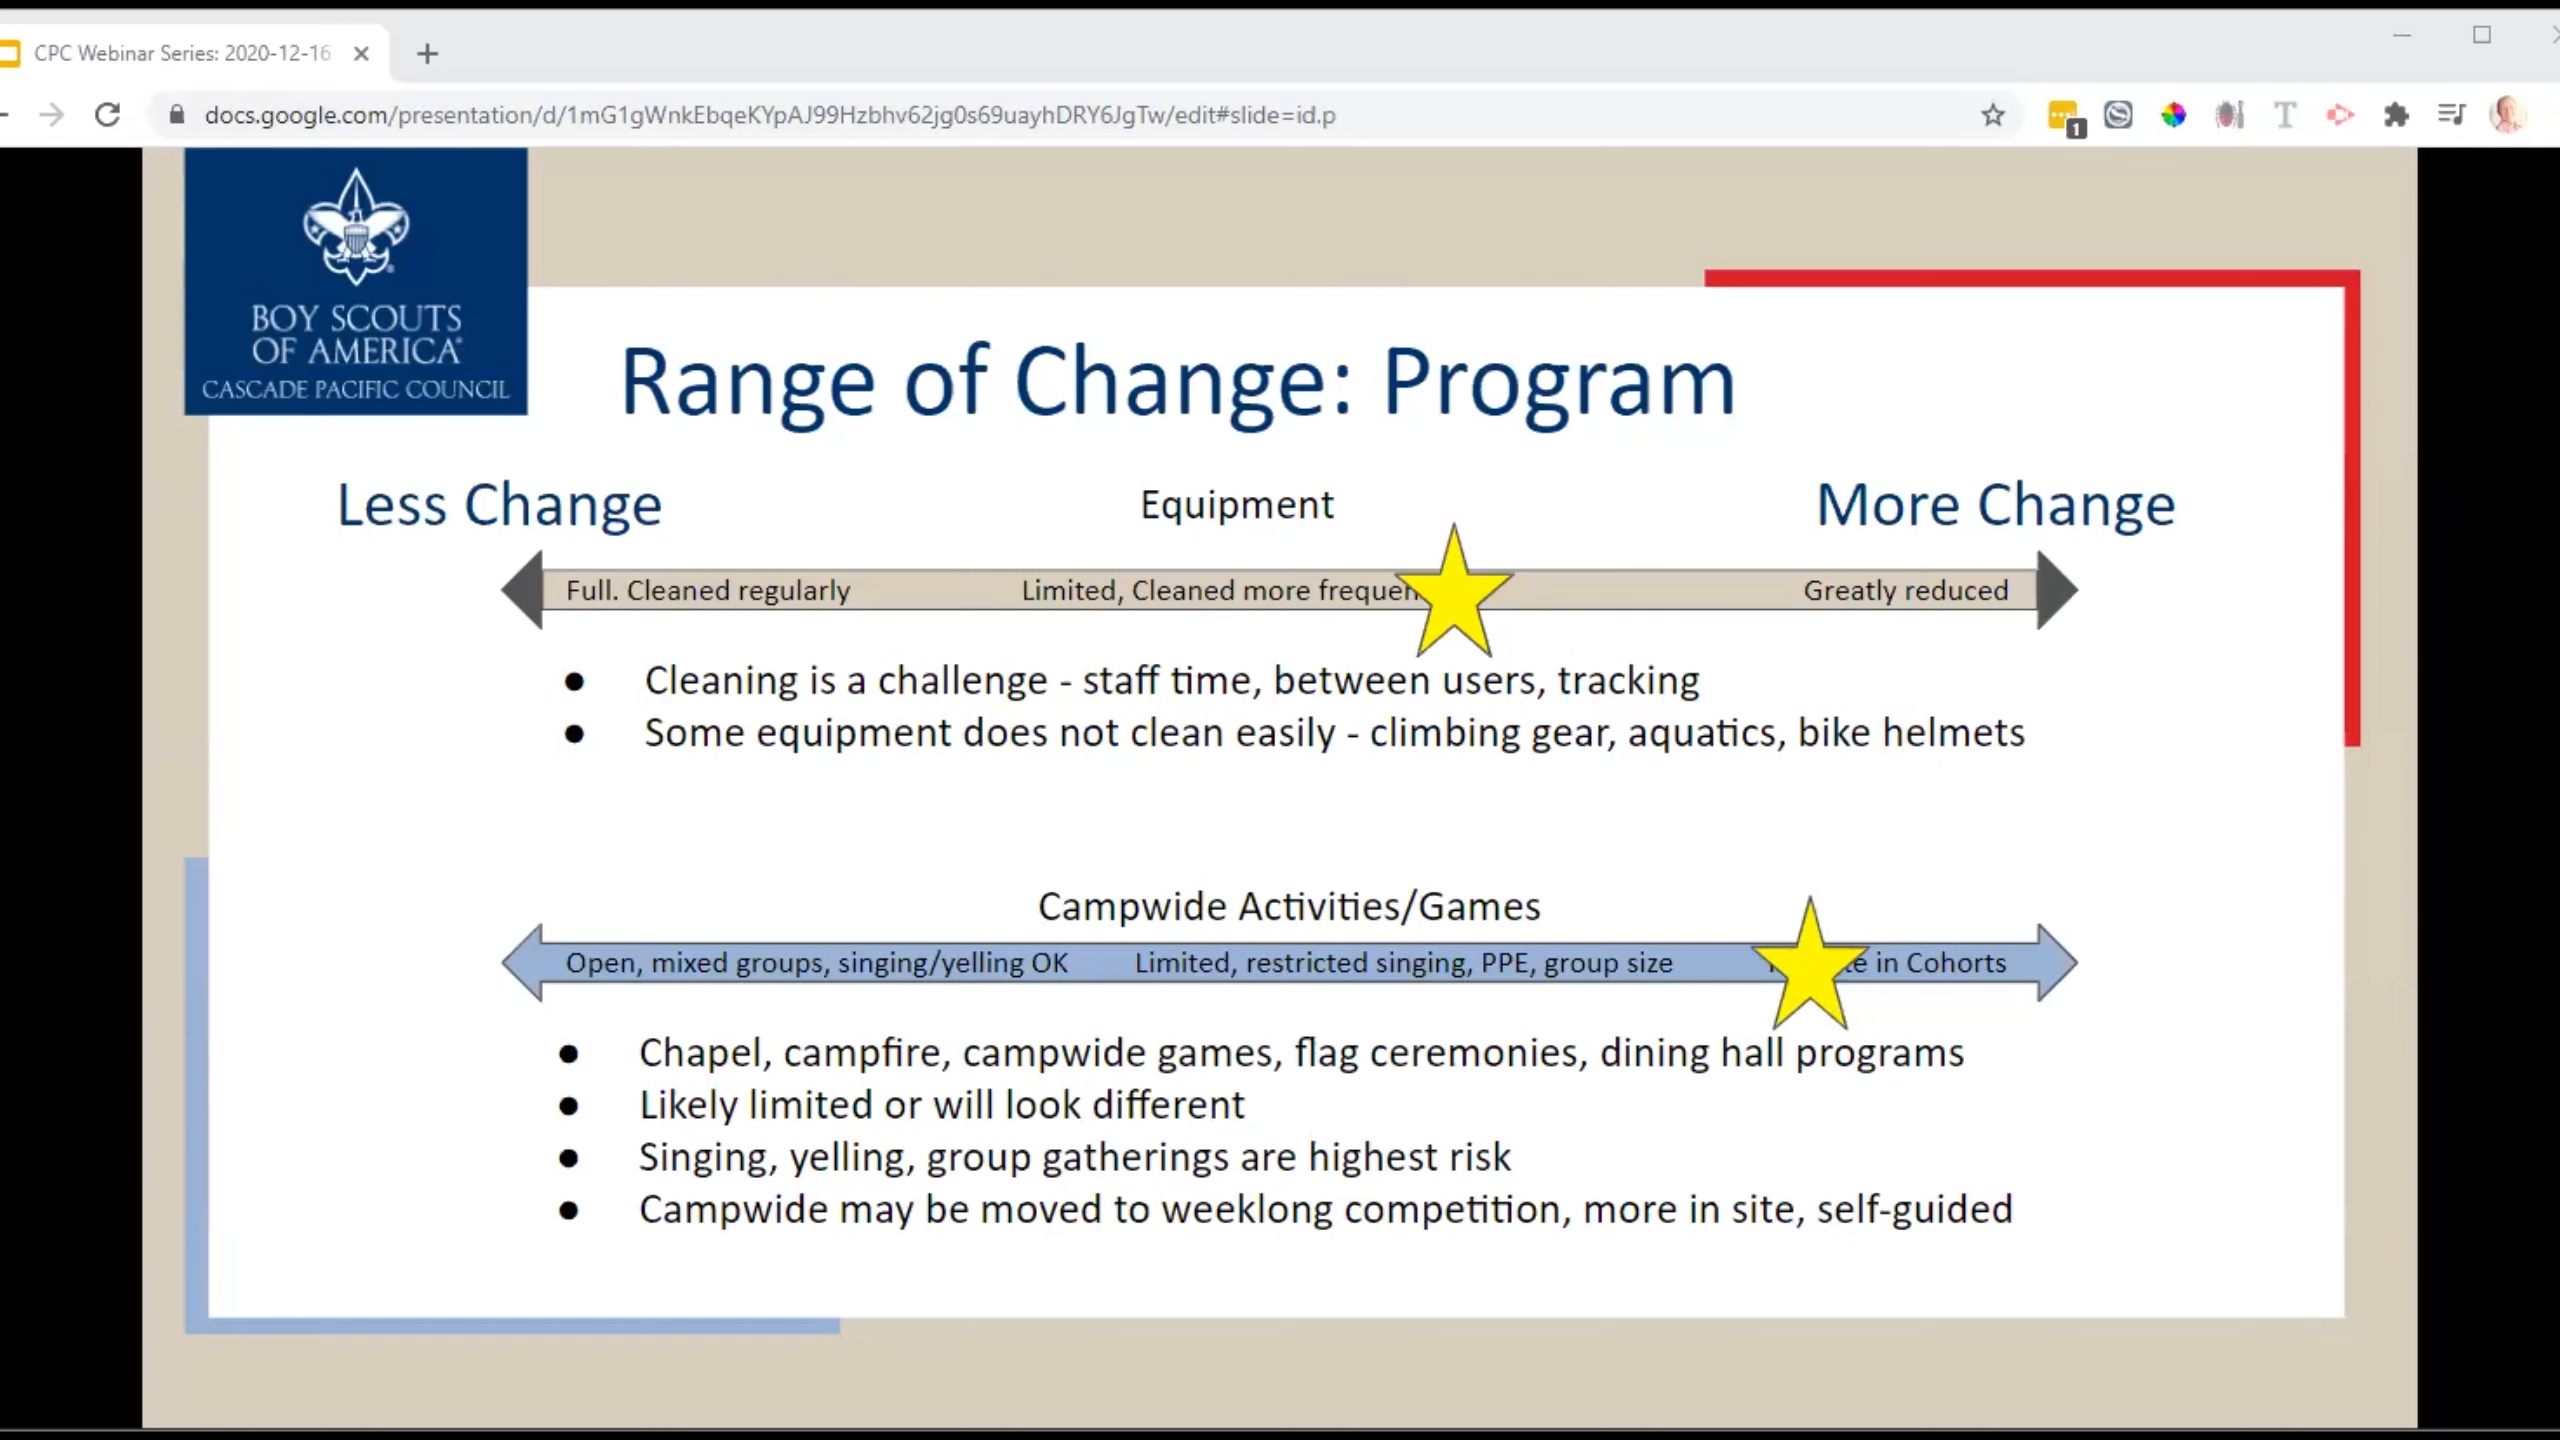 CPC Webinar Series: 2020-12-16
docs.google.com/presentation/d/1mG1gWnkEbqeKYpAJ99Hzbhv62jg0s69uayhDRY6JgTw/edit#slide=id.p
1
T
BOY SCOUTS
OF AMERICA
CASCADE PACIFIC COUNCIL
Range of Change: Program
Less Change
Equipment
More Change
Full. Cleaned regularly
Limited, Cleaned more
Greatly reduced
● Cleaning is a challenge - staff time, between users, tracking
● Some equipment does not clean easily - climbing gear, aquatics, bike helmets
Campwide Activities/Games
Open, mixed groups, singing/yelling OK
Limited, restricted singing, PPE, group size
in Cohorts
● Chapel, campfire, campwide games, flag ceremonies, dining hall programs
● Likely limited or will look different
● Singing, yelling, group gatherings are highest risk
● Campwide may be moved to weeklong competition, more in site, self-guided